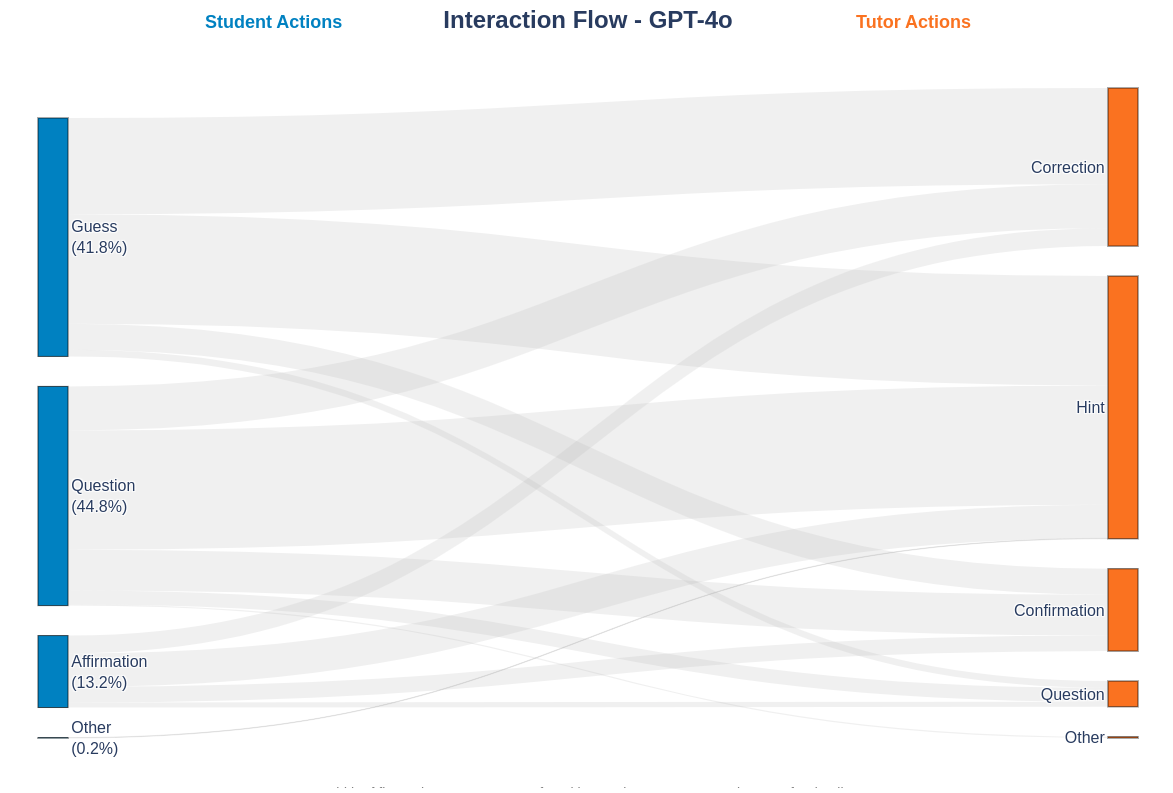 Student Actions
Interaction Flow - GPT-4o
Tutor Actions
Correction
Guess
(41.8%)
Hint
Question
(44.8%)
Confirmation
Affirmation
(13.2%)
Question
Other
(0.2%)
Other